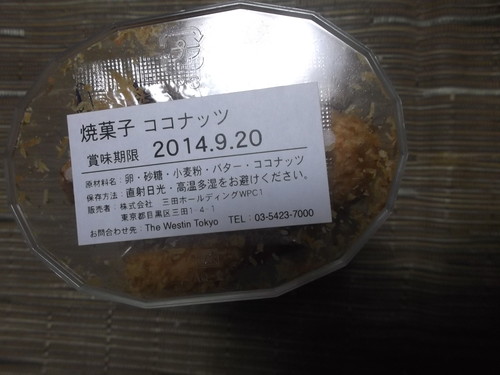 焼菓子 ココナッツ
賞味期限 2014.9.20
原材料名：卵・砂糖・小麦粉・バター・ココナッツ
保存方法：直射日光・高温多湿をお避けください。
販売者：株式会社 三田ホールディングWPC1
東京都目黒区三田1-4-1
お問合わせ先：The Westin Tokyo TEL：03-5423-7000